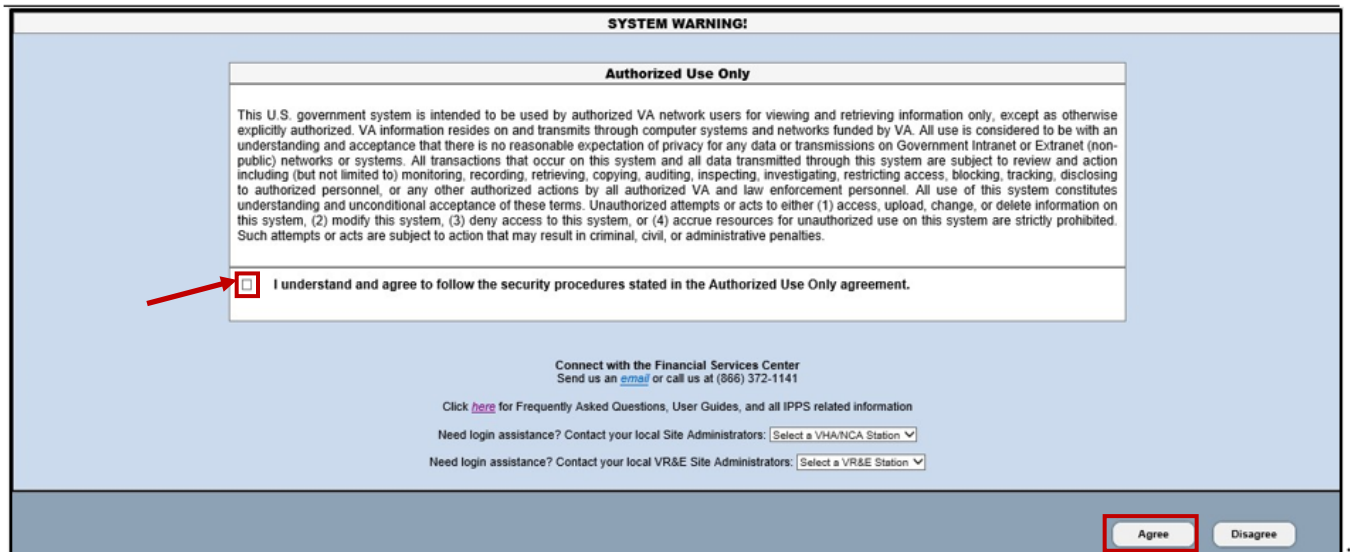 SYSTEM WARNING!
Authorized Use Only
This U.S. government system is intended to be used by authorized VA network users for viewing and retrieving information only, except as otherwise
explicitly authorized. VA information resides on and transmits through computer systems and networks funded by VA. All use is considered to be with an
understanding and acceptance that there is no reasonable expectation of privacy for any data or transmissions on Government Intranet or Extranet (non-
public) networks or systems. All transactions that occur on this system and all data transmitted through this system are subject to review and action
including (but not limited to) monitoring, recording, retrieving, copying, auditing, inspecting, investigating, restricting access, blocking, tracking, disclosing
to authorized personnel, or any other authorized actions by all authorized VA and law enforcement personnel. All use of this system constitutes
understanding and unconditional acceptance of these terms. Unauthorized attempts or acts to either (1) access, upload, change, or delete information on
this system, (2) modify this system, (3) deny access to this system, or (4) accrue resources for unauthorized use on this system are strictly prohibited.
Such attempts or acts are subject to action that may result in criminal, civil, or administrative penalties.
I understand and agree to follow the security procedures stated in the Authorized Use Only agreement.
Connect with the Financial Services Center
Send us an email or call us at (866) 372-1141
Click here for Frequently Asked Questions, User Guides, and all IPPS related information
Need login assistance? Contact your local Site Administrators: Select a VHA/NCA Station
Need login assistance? Contact your local VR&E Site Administrators: Select a VR&E Station
Agree Disagree